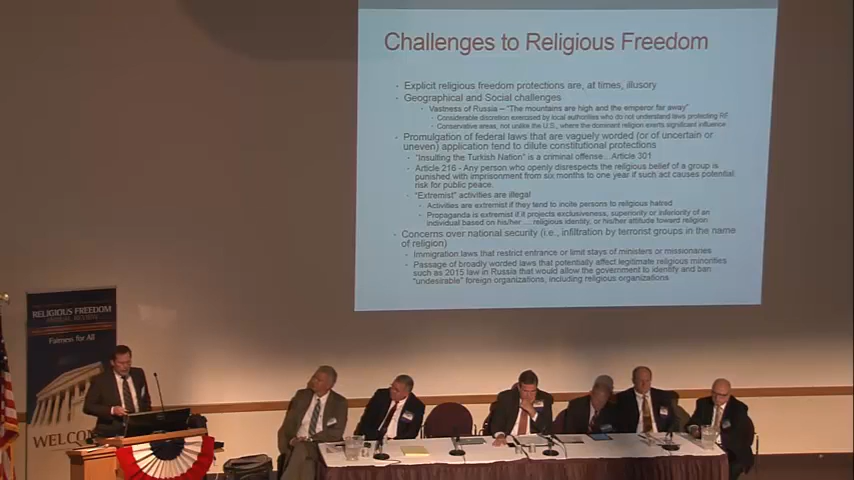 Challenges to Religious Freedom
Explicit religious freedom protections are, at times, illusory
Geographical and Social challenges
Vastness of Russia – "The mountains are high and the emperor far away"
Considerable discretion exercised by local authorities who do not understand laws protecting RF
Conservative areas, not unlike the U.S., where the dominant religion exerts significant influence
Promulgation of federal laws that are vaguely worded (or of uncertain or
uneven) application tend to dilute constitutional protections
"Insulting the Turkish Nation" is a criminal offense... Article 301
Article 216 - Any person who openly disrespects the religious belief of a group is
punished with imprisonment from six months to one year if such act causes potential
risk for public peace.
"Extremist" activities are illegal
Activities are extremist if they tend to incite persons to religious hatred
Propaganda is extremist if it projects exclusiveness, superiority or inferiority of an
individual based on his/her ... religious identity, or his/her attitude toward religion
Concerns over national security (i.e., infiltration by terrorist groups in the name
of religion)
Immigration laws that restrict entrance or limit stays of ministers or missionaries
Passage of broadly worded laws that potentially affect legitimate religious minorities
such as 2015 law in Russia that would allow the government to identify and ban
"undesirable" foreign organizations, including religious organizations
RELIGIOUS FREEDOM
ANNUAL REVIEW
Fairness for All
WELCO